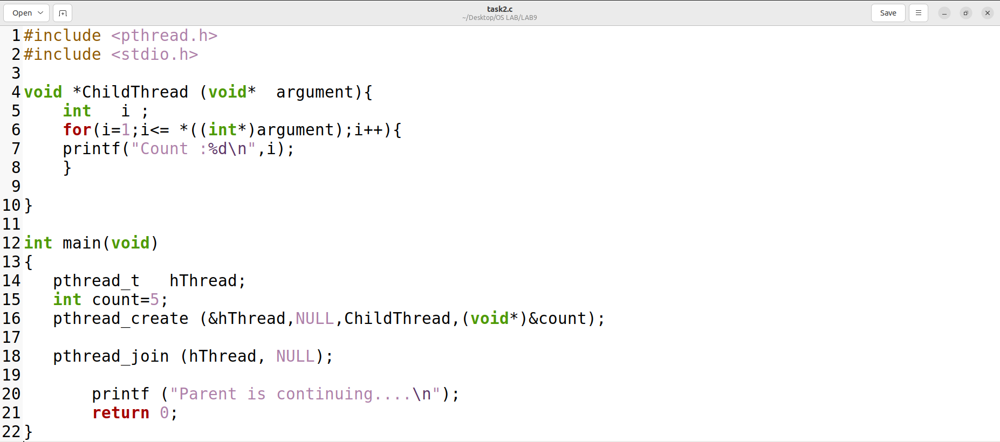 Open
task2.c
~/Desktop/OS LAB/LAB9
Save
1 #include <pthread.h>
2 #include <stdio.h>
3
4 void *ChildThread (void*  argument){
5     int   i ;
6     for(i=1;i<= *((int*)argument);i++){
7     printf("Count :%d\n",i);
8     }
9
10 }
11
12 int main(void)
13 {
14    pthread_t   hThread;
15    int count=5;
16    pthread_create (&hThread,NULL,ChildThread,(void*)&count);
17
18    pthread_join (hThread, NULL);
19
20        printf ("Parent is continuing....\n");
21        return 0;
22 }